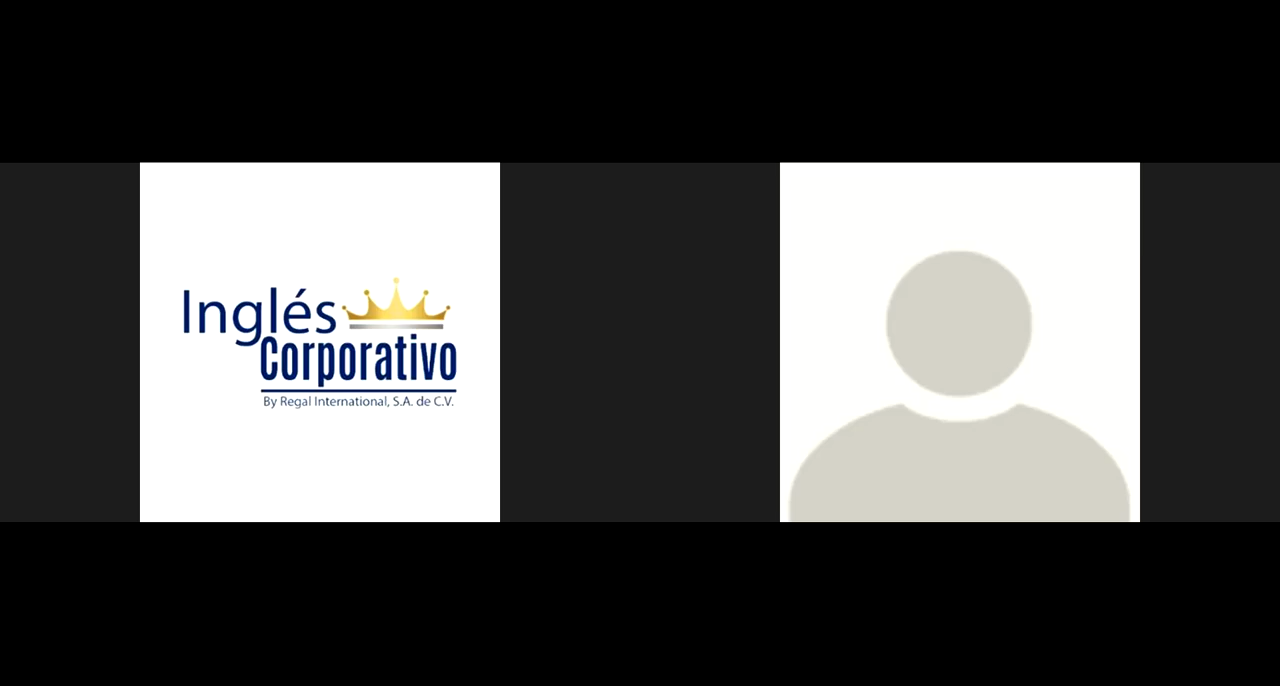 Inglés
Corporativo
By Regal International, S.A. de C.V.